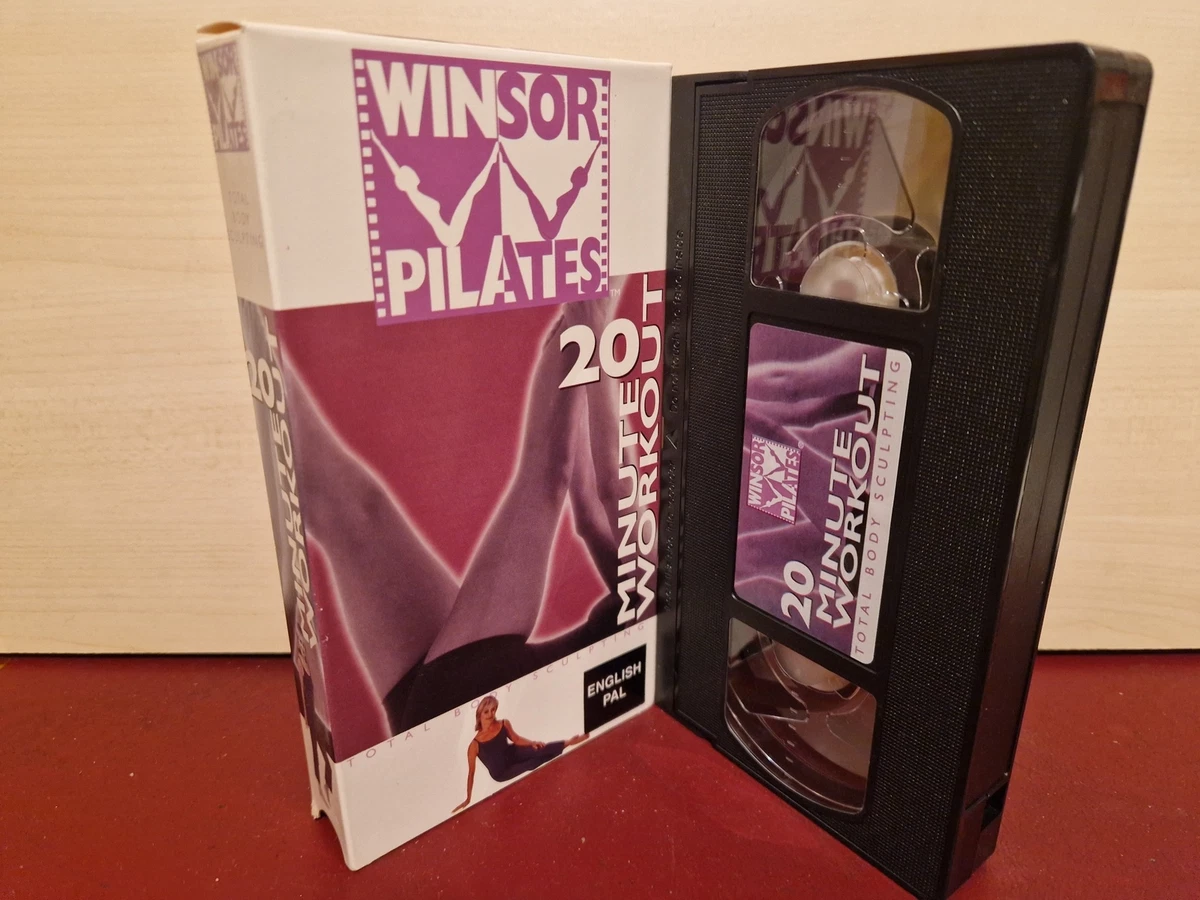 WINSOR
PILATES
TOTAL
BODY
SCULPTING
20
MINUTE
WORKOUT
WINSOR
PILATES™
20
MINUTE
WORKOUT
TOTAL BODY SCULPTING
ENGLISH
PAL
WINSOR
PILATES
20
MINUTE
WORKOUT
TOTAL BODY SCULPTING